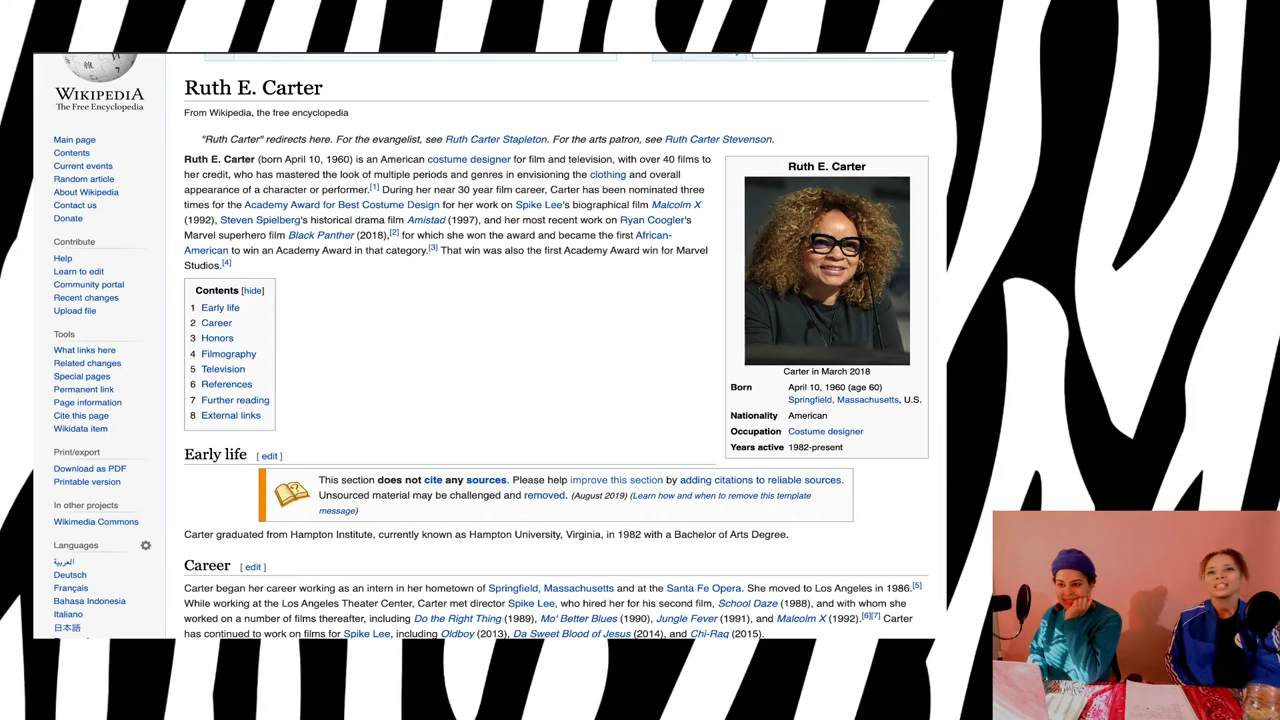 WIKIPEDIA
The Free Encyclopedia
Main page
Contents
Current events
Random article
About Wikipedia
Contact us
Donate
Contribute
Help
Learn to edit
Community portal
Recent changes
Upload file
Tools
What links here
Related changes
Special pages
Permanent link
Page information
Cite this page
Wikidata item
Print/export
Download as PDF
Printable version
In other projects
Wikimedia Commons
Languages
العربية
Deutsch
Français
Bahasa Indonesia
Italiano
日本語
Ruth E. Carter
From Wikipedia, the free encyclopedia
"Ruth Carter" redirects here. For the evangelist, see Ruth Carter Stapleton. For the arts patron, see Ruth Carter Stevenson.
Ruth E. Carter (born April 10, 1960) is an American costume designer for film and television, with over 40 films to
her credit, who has mastered the look of multiple periods and genres in envisioning the clothing and overall
appearance of a character or performer.[1] During her near 30 year film career, Carter has been nominated three
times for the Academy Award for Best Costume Design for her work on Spike Lee's biographical film Malcolm X
(1992), Steven Spielberg's historical drama film Amistad (1997), and her most recent work on Ryan Coogler's
Marvel superhero film Black Panther (2018),[2] for which she won the award and became the first African-
American to win an Academy Award in that category.[3] That win was also the first Academy Award win for Marvel
Studios.[4]
Ruth E. Carter
Carter in March 2018
Born April 10, 1960 (age 60)
Springfield, Massachusetts, U.S.
Nationality American
Occupation Costume designer
Years active 1982-present
Contents [hide]
1 Early life
2 Career
3 Honors
4 Filmography
5 Television
6 References
7 Further reading
8 External links
Early life [ edit ]
This section does not cite any sources. Please help improve this section by adding citations to reliable sources.
Unsourced material may be challenged and removed. (August 2019) (Learn how and when to remove this template
message)
Carter graduated from Hampton Institute, currently known as Hampton University, Virginia, in 1982 with a Bachelor of Arts Degree.
Career [ edit ]
Carter began her career working as an intern in her hometown of Springfield, Massachusetts and at the Santa Fe Opera. She moved to Los Angeles in 1986.[5]
While working at the Los Angeles Theater Center, Carter met director Spike Lee, who hired her for his second film, School Daze (1988), and with whom she
worked on a number of films thereafter, including Do the Right Thing (1989), Mo' Better Blues (1990), Jungle Fever (1991), and Malcolm X (1992).[6][7] Carter
has continued to work on films for Spike Lee, including Oldboy (2013), Da Sweet Blood of Jesus (2014), and Chi-Raq (2015).